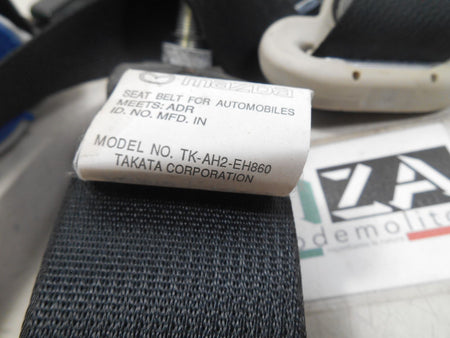 mazda
SEAT BELT FOR AUTOMOBILES
MEETS: ADR
ID. NO. MFD. IN
MODEL NO. TK-AH2-EH860
TAKATA CORPORATION
ZA
odemolit